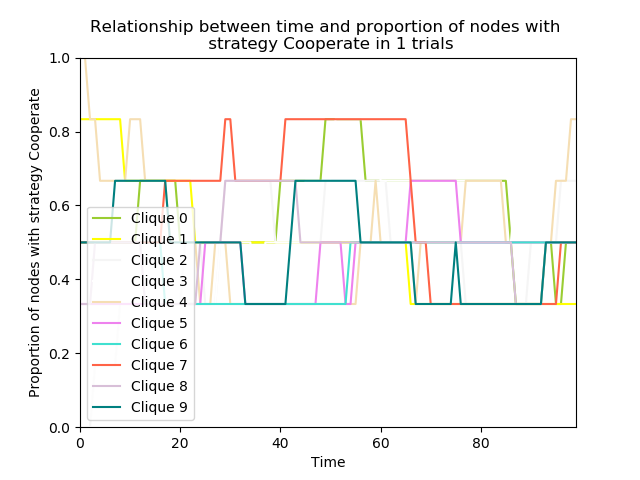 Relationship between time and proportion of nodes with
strategy Cooperate in 1 trials
Proportion of nodes with strategy Cooperate
1.0
0.8
0.6
0.4
0.2
0.0
Clique 0
Clique 1
Clique 2
Clique 3
Clique 4
Clique 5
Clique 6
Clique 7
Clique 8
Clique 9
0 20 40 60 80
Time